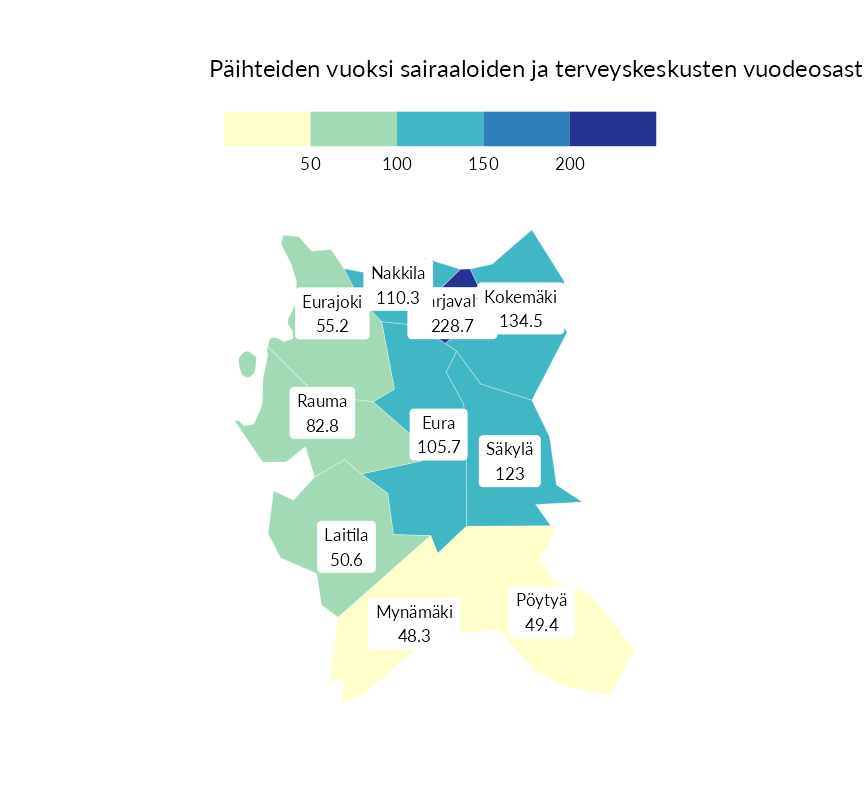 Päihteiden vuoksi sairaaloiden ja terveyskeskusten vuodeosast
50 100 150 200
Nakkila
110.3
Eurajoki
55.2
rjaval
228.7
Kokemäki
134.5
Rauma
82.8
Eura
105.7
Säkylä
123
Laitila
50.6
Mynämäki
48.3
Pöytyä
49.4